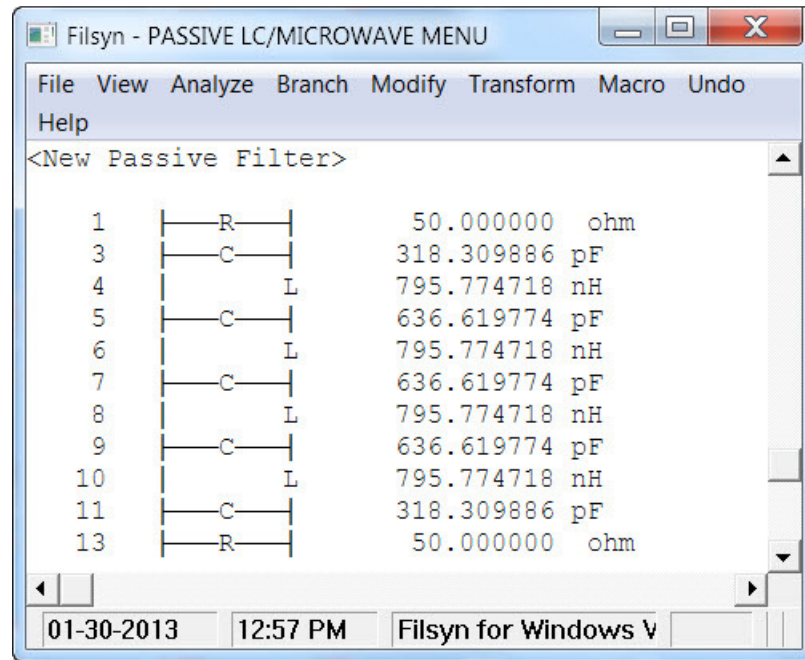 Filsyn - PASSIVE LC/MICROWAVE MENU
File View Analyze Branch Modify Transform Macro Undo
Help
<New Passive Filter>
1 R 50.000000 ohm
3 C 318.309886 pF
4 L 795.774718 nH
5 C 636.619774 pF
6 L 795.774718 nH
7 C 636.619774 pF
8 L 795.774718 nH
9 C 636.619774 pF
10 L 795.774718 nH
11 C 318.309886 pF
13 R 50.000000 ohm
01-30-2013 12:57 PM Filsyn for Windows V